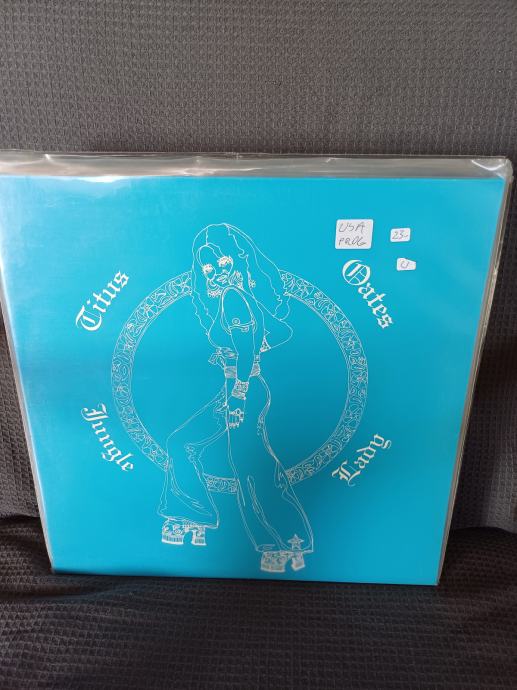 USA
PROG
23-
U
Titus
Oates
Jungle
Lady